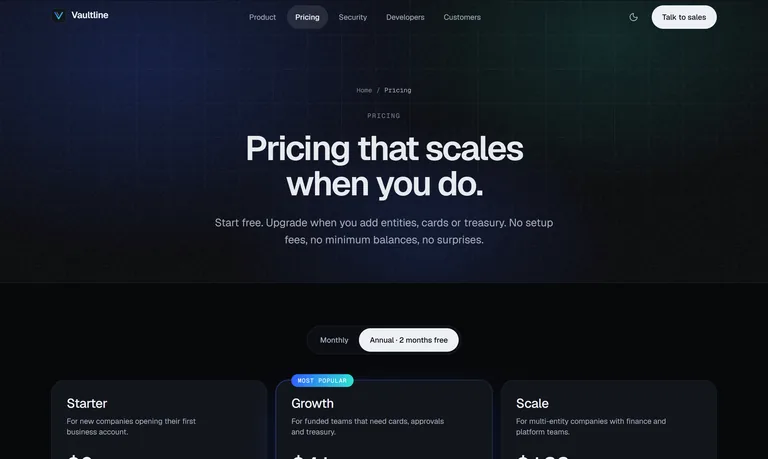 Vaultline
Product Pricing Security Developers Customers
Talk to sales
Home / Pricing
PRICING
Pricing that scales
when you do.
Start free. Upgrade when you add entities, cards or treasury. No setup
fees, no minimum balances, no surprises.
Monthly
Annual · 2 months free
MOST POPULAR
Starter
For new companies opening their first
business account.
Growth
For funded teams that need cards, approvals
and treasury.
Scale
For multi-entity companies with finance and
platform teams.